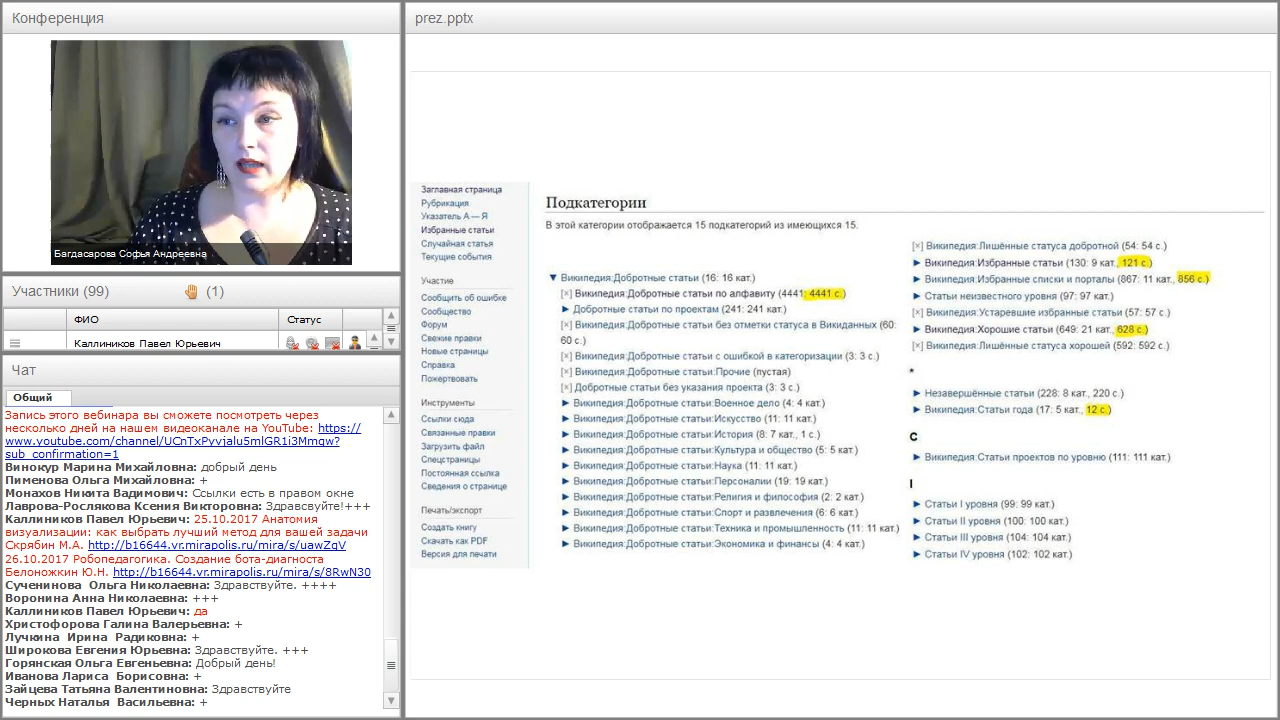 Конференция
Багдасарова Софья Андреевна
Участники (99)
(1)
ФИО
Статус
Каллиников Павел Юрьевич
Чат
Общий
Запись этого вебинара вы сможете посмотреть через
несколько дней на нашем видеоканале на YouTube: https://
www.youtube.com/channel/UCnTxPvvjalu5mlGR1i3Mmqw?
sub_confirmation=1
Винокур Марина Михайловна: добрый день
Пименова Ольга Михайловна: +
Монахов Никита Вадимович: Ссылки есть в правом окне
Лаврова-Рослякова Ксения Викторовна: Здравсвуйте!+++
Каллиников Павел Юрьевич: 25.10.2017 Анатомия
визуализации: как выбрать лучший метод для вашей задачи
Скрябин М.А. http://b16644.vr.mirapolis.ru/mira/s/uawZqV
26.10.2017 Робопедагогика. Создание бота-диагноста
Белоножкин Ю.Н. http://b16644.vr.mirapolis.ru/mira/s/8RwN30
Сученинова Ольга Николаевна: Здравствуйте. ++++
Воронина Анна Николаевна: +++
Каллиников Павел Юрьевич: да
Христофорова Галина Валерьевна: +
Лучкина Ирина Радиковна: +
Широкова Евгения Юрьевна: Здравствуйте. +++
Горянская Ольга Евгеньевна: Добрый день!
Иванова Лариса Борисовна: +
Зайцева Татьяна Валентиновна: Здравствуйте
Черных Наталья Васильевна: +
prez.pptx
Заглавная страница
Рубрикация
Указатель А — Я
Избранные статьи
Случайная статья
Текущие события
Участие
Сообщить об ошибке
Сообщество
Форум
Свежие правки
Новые страницы
Справка
Пожертвовать
Инструменты
Ссылки сюда
Связанные правки
Загрузить файл
Спецстраницы
Постоянная ссылка
Сведения о странице
Печать/экспорт
Создать книгу
Скачать как PDF
Версия для печати
Подкатегории
В этой категории отображается 15 подкатегорий из имеющихся 15.
▼ Википедия:Добротные статьи (16: 16 кат.)
[×] Википедия:Добротные статьи по алфавиту (4441: 4441 с.)
► Добротные статьи по проектам (241: 241 кат.)
[×] Википедия:Добротные статьи без отметки статуса в Викиданных (60:
60 с.)
[×] Википедия:Добротные статьи с ошибкой в категоризации (3: 3 с.)
[×] Википедия:Добротные статьи:Прочие (пустая)
[×] Добротные статьи без указания проекта (3: 3 с.)
► Википедия:Добротные статьи:Военное дело (4: 4 кат.)
► Википедия:Добротные статьи:Искусство (11: 11 кат.)
► Википедия:Добротные статьи:История (8: 7 кат., 1 с.)
► Википедия:Добротные статьи:Культура и общество (5: 5 кат.)
► Википедия:Добротные статьи:Наука (11: 11 кат.)
► Википедия:Добротные статьи:Персоналии (19: 19 кат.)
► Википедия:Добротные статьи:Религия и философия (2: 2 кат.)
► Википедия:Добротные статьи:Спорт и развлечения (6: 6 кат.)
► Википедия:Добротные статьи:Техника и промышленность (11: 11 кат.)
► Википедия:Добротные статьи:Экономика и финансы (4: 4 кат.)
[×] Википедия:Лишённые статуса добротной (54: 54 с.)
► Википедия:Избранные статьи (130: 9 кат., 121 с.)
► Википедия:Избранные списки и порталы (867: 11 кат., 856 с.)
► Статьи неизвестного уровня (97: 97 кат.)
[×] Википедия:Устаревшие избранные статьи (57: 57 с.)
► Википедия:Хорошие статьи (649: 21 кат., 628 с.)
[×] Википедия:Лишённые статуса хорошей (592: 592 с.)
*
► Незавершённые статьи (228: 8 кат., 220 с.)
► Википедия:Статьи года (17: 5 кат., 12 с.)
С
► Википедия:Статьи проектов по уровню (111: 111 кат.)
I
► Статьи I уровня (99: 99 кат.)
► Статьи II уровня (100: 100 кат.)
► Статьи III уровня (104: 104 кат.)
► Статьи IV уровня (102: 102 кат.)